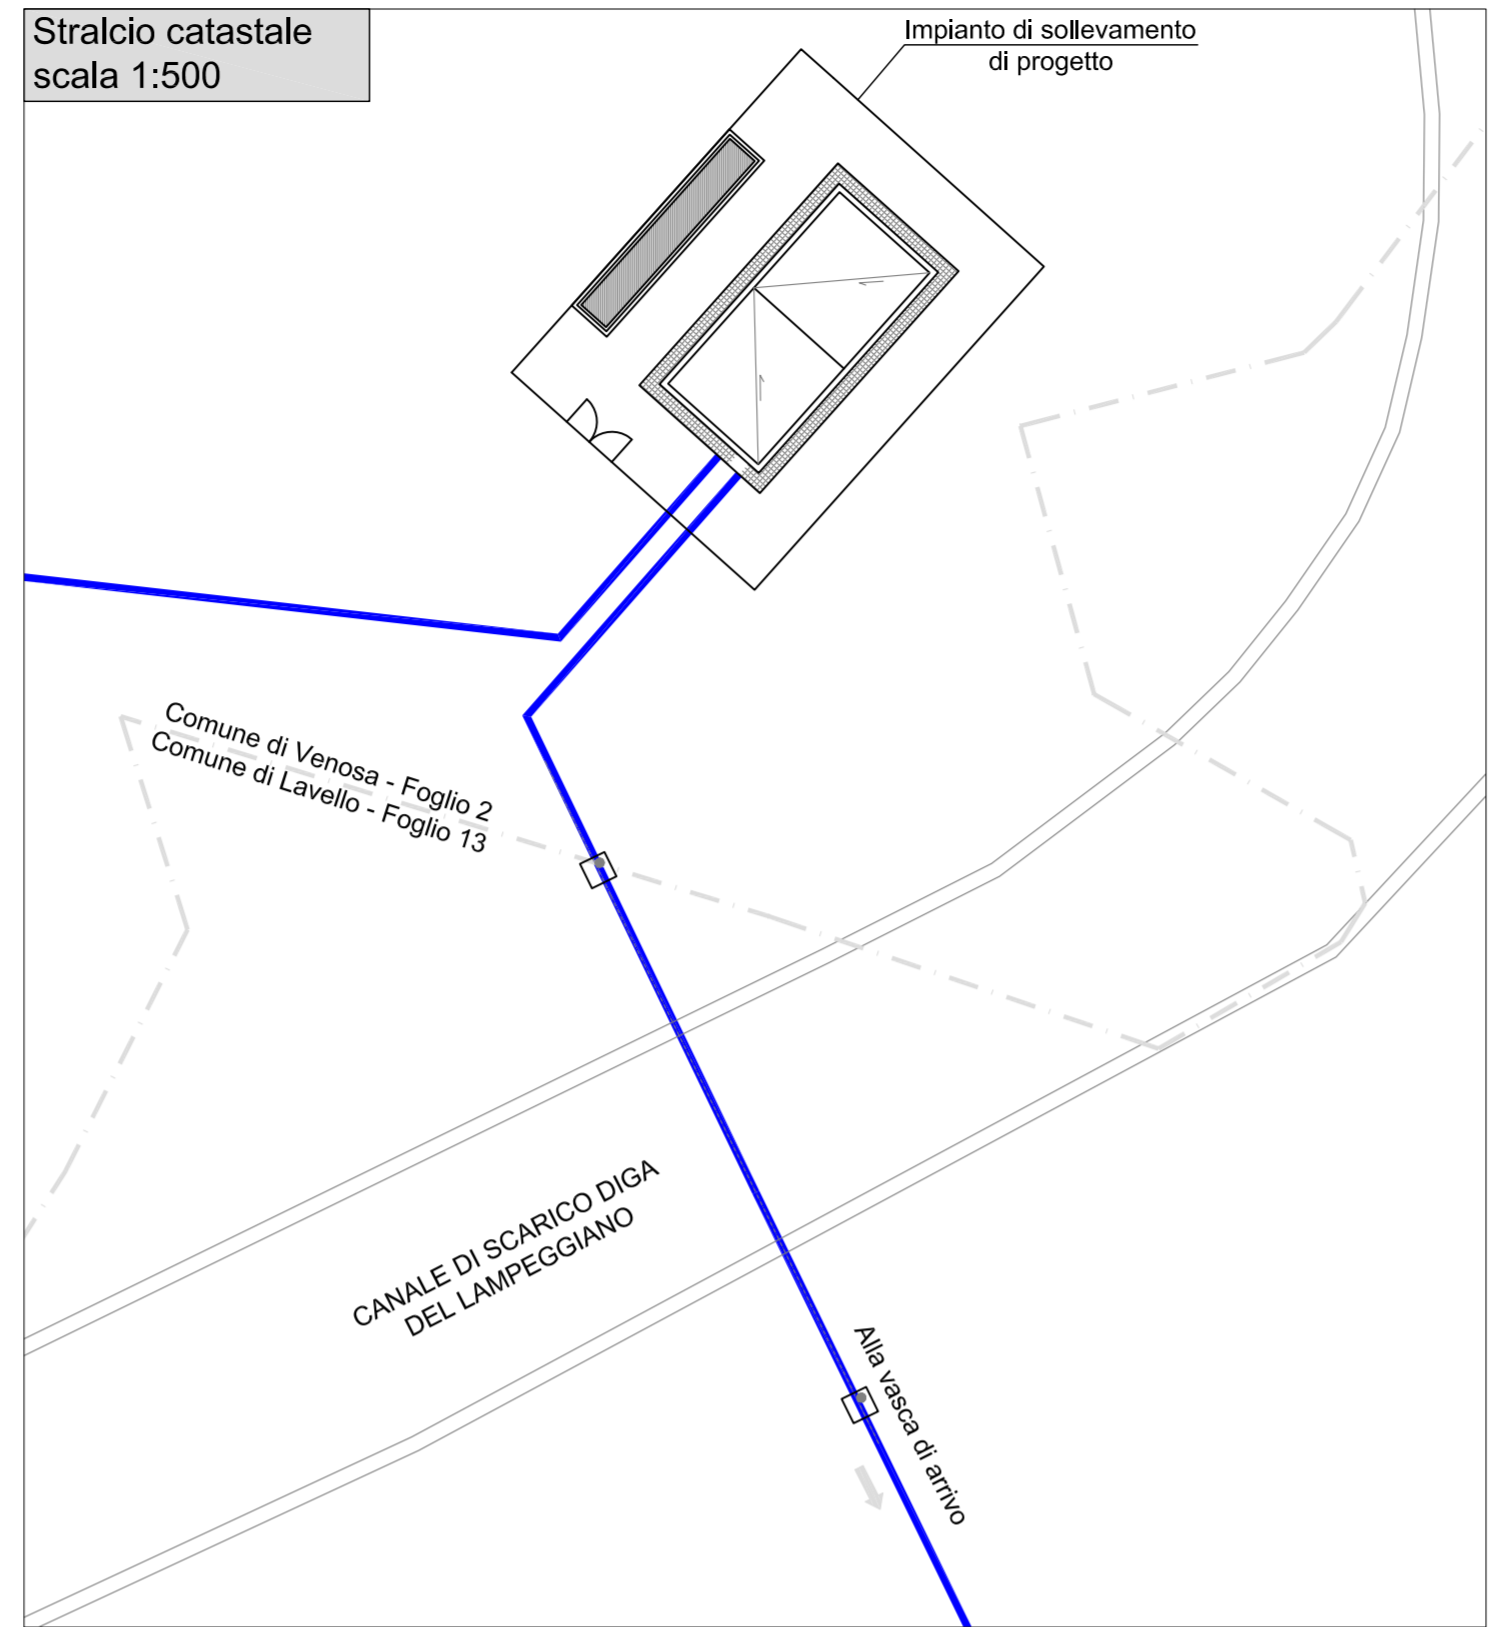 Stralcio catastale
scala 1:500
Impianto di sollevamento
di progetto
Comune di Venosa - Foglio 2
Comune di Lavello - Foglio 13
CANALE DI SCARICO DIGA
DEL LAMPEGGIANO
Alla vasca di arrivo